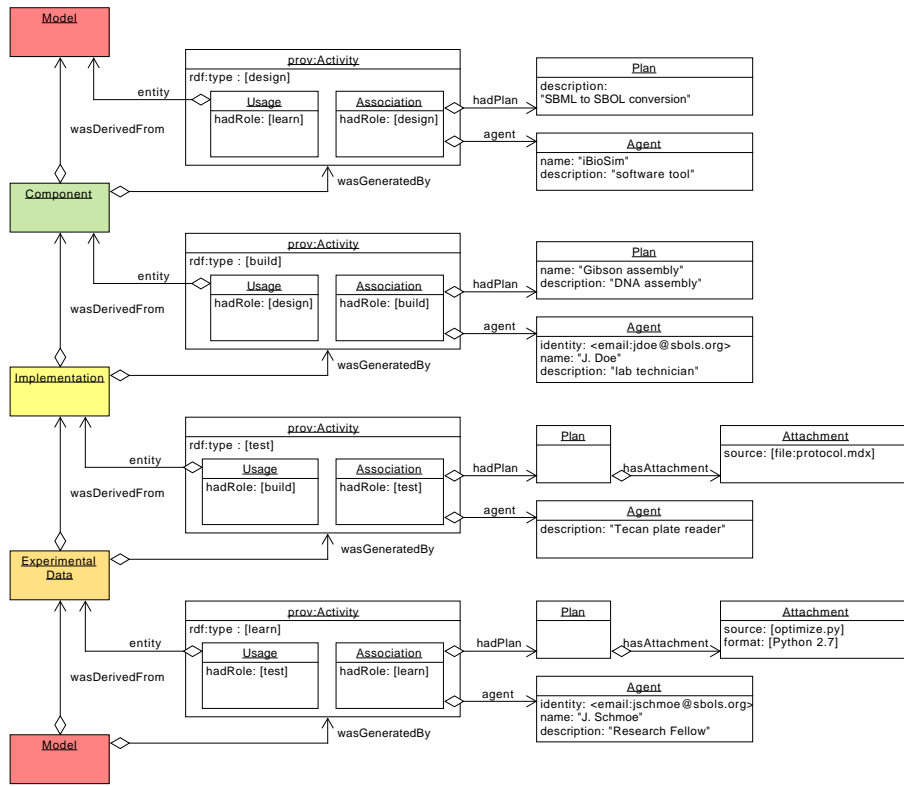 Model
prov:Activity
rdf:type : [design]
Usage
hadRole: [learn]
Association
hadRole: [design]
entity
wasDerivedFrom
hadPlan
agent
Plan
description:
"SBML to SBOL conversion"
Agent
name: "iBioSim"
description: "software tool"
wasGeneratedBy
Component
prov:Activity
rdf:type : [build]
Usage
hadRole: [design]
Association
hadRole: [build]
entity
wasDerivedFrom
hadPlan
agent
Plan
name: "Gibson assembly"
description: "DNA assembly"
Agent
identity: <email:jdoe@sbols.org>
name: "J. Doe"
description: "lab technician"
wasGeneratedBy
Implementation
prov:Activity
rdf:type : [test]
Usage
hadRole: [build]
Association
hadRole: [test]
entity
wasDerivedFrom
hadPlan
agent
Plan
hasAttachment
Attachment
source: [file:protocol.mdx]
Agent
description: "Tecan plate reader"
wasGeneratedBy
Experimental
Data
prov:Activity
rdf:type : [learn]
Usage
hadRole: [test]
Association
hadRole: [learn]
entity
wasDerivedFrom
hadPlan
agent
Plan
hasAttachment
Attachment
source: [optimize.py]
format: [Python 2.7]
Agent
identity: <email:jschmoe@sbols.org>
name: "J. Schmoe"
description: "Research Fellow"
wasGeneratedBy
Model